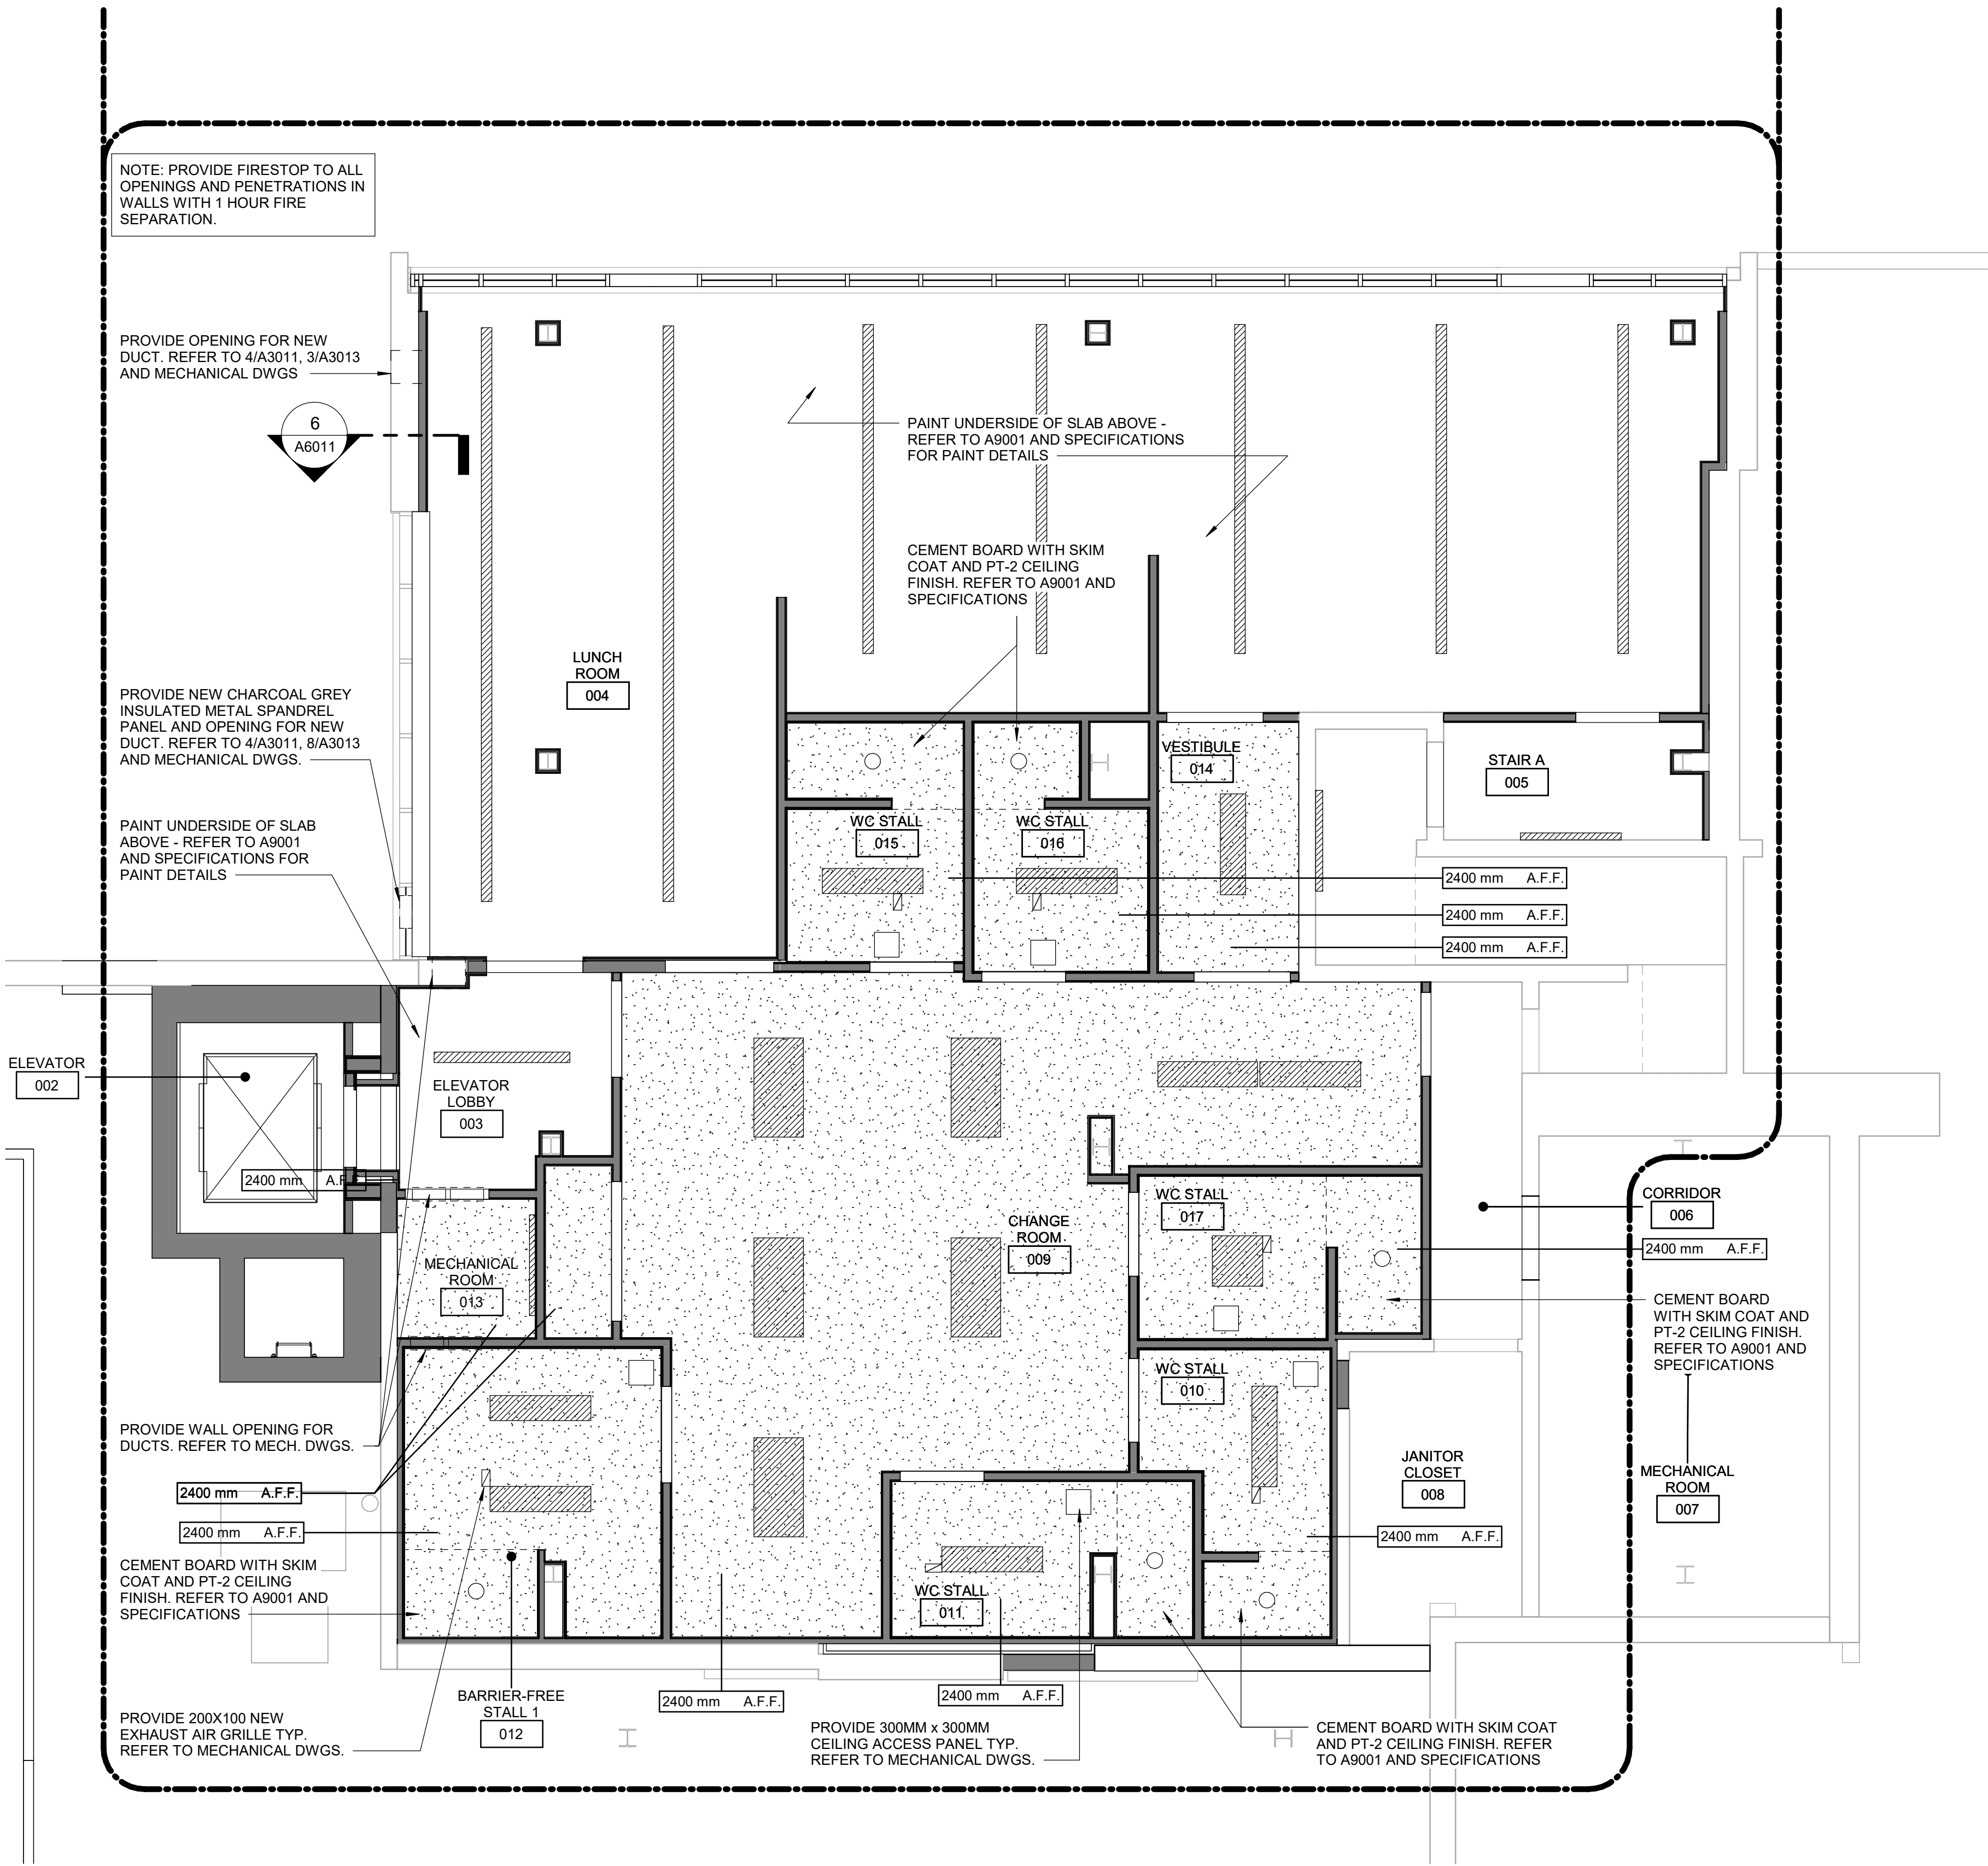 NOTE: PROVIDE FIRESTOP TO ALL
OPENINGS AND PENETRATIONS IN
WALLS WITH 1 HOUR FIRE
SEPARATION.
PROVIDE OPENING FOR NEW
DUCT. REFER TO 4/A3011, 3/A3013
AND MECHANICAL DWGS
6
A6011
PAINT UNDERSIDE OF SLAB ABOVE -
REFER TO A9001 AND SPECIFICATIONS
FOR PAINT DETAILS
CEMENT BOARD WITH SKIM
COAT AND PT-2 CEILING
FINISH. REFER TO A9001 AND
SPECIFICATIONS
LUNCH
ROOM
004
PROVIDE NEW CHARCOAL GREY
INSULATED METAL SPANDREL
PANEL AND OPENING FOR NEW
DUCT. REFER TO 4/A3011, 8/A3013
AND MECHANICAL DWGS.
VESTIBULE
014
STAIR A
005
PAINT UNDERSIDE OF SLAB
ABOVE - REFER TO A9001
AND SPECIFICATIONS FOR
PAINT DETAILS
WC STALL
015
WC STALL
016
2400 mm A.F.F.
2400 mm A.F.F.
2400 mm A.F.F.
ELEVATOR
002
ELEVATOR
LOBBY
003
2400 mm A.F
WC STALL
017
CORRIDOR
006
CHANGE
ROOM
009
2400 mm A.F.F.
MECHANICAL
ROOM
013
CEMENT BOARD
WITH SKIM COAT AND
PT-2 CEILING FINISH.
REFER TO A9001 AND
SPECIFICATIONS
WC STALL
010
PROVIDE WALL OPENING FOR
DUCTS. REFER TO MECH. DWGS.
JANITOR
CLOSET
008
MECHANICAL
ROOM
007
2400 mm A.F.F.
2400 mm A.F.F.
2400 mm A.F.F.
CEMENT BOARD WITH SKIM
COAT AND PT-2 CEILING
FINISH. REFER TO A9001 AND
SPECIFICATIONS
WC STALL
011
BARRIER-FREE
STALL 1
012
2400 mm A.F.F.
2400 mm A.F.F.
PROVIDE 200X100 NEW
EXHAUST AIR GRILLE TYP.
REFER TO MECHANICAL DWGS.
PROVIDE 300MM x 300MM
CEILING ACCESS PANEL TYP.
REFER TO MECHANICAL DWGS.
CEMENT BOARD WITH SKIM COAT
AND PT-2 CEILING FINISH. REFER
TO A9001 AND SPECIFICATIONS